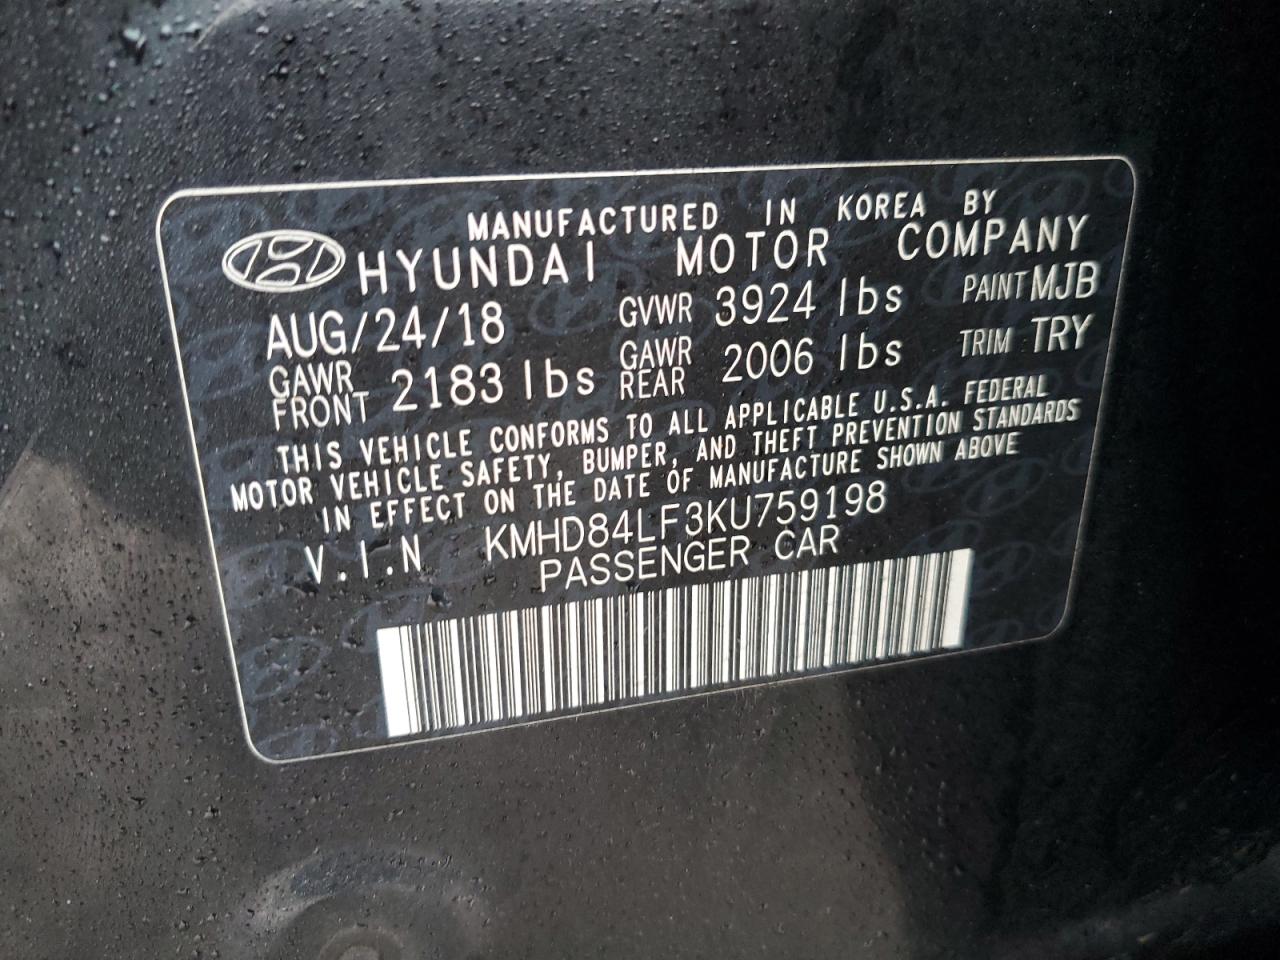 MANUFACTURED IN KOREA BY
HYUNDAI MOTOR COMPANY
AUG/24/18 GVWR 3924 lbs PAINT MJB
GAWR FRONT 2183 lbs GAWR REAR 2006 lbs TRIM TRY
THIS VEHICLE CONFORMS TO ALL APPLICABLE U.S.A. FEDERAL
MOTOR VEHICLE SAFETY, BUMPER, AND THEFT PREVENTION STANDARDS
IN EFFECT ON THE DATE OF MANUFACTURE SHOWN ABOVE
V.I.N KMHD84LF3KU759198
PASSENGER CAR